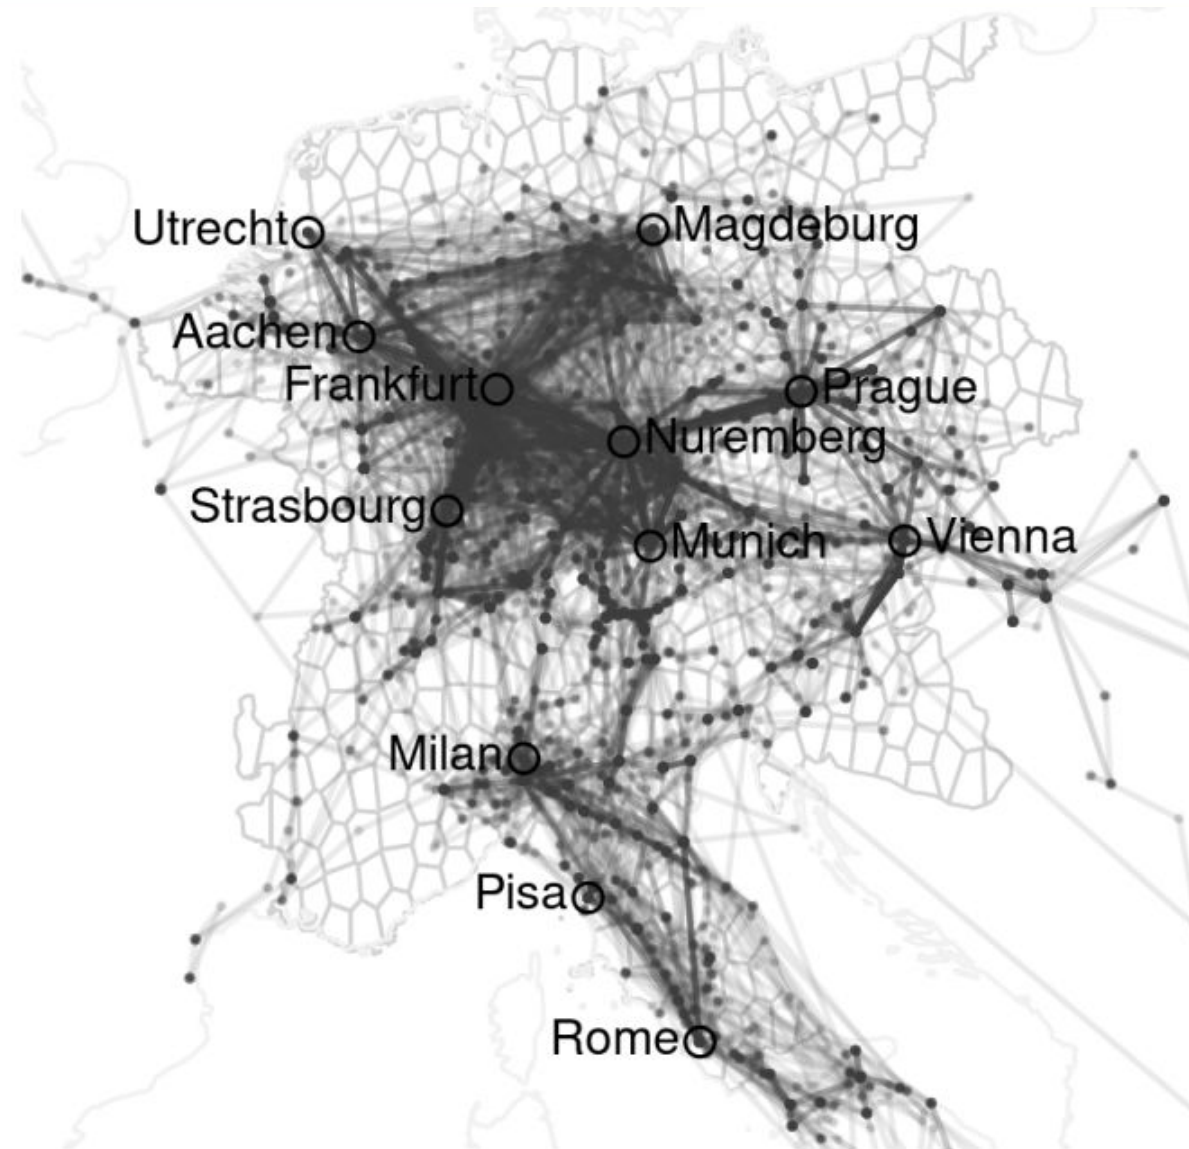 Utrecht
Magdeburg
Aachen
Frankfurt
Prague
Nuremberg
Strasbourg
Munich
Vienna
Milan
Pisa
Rome